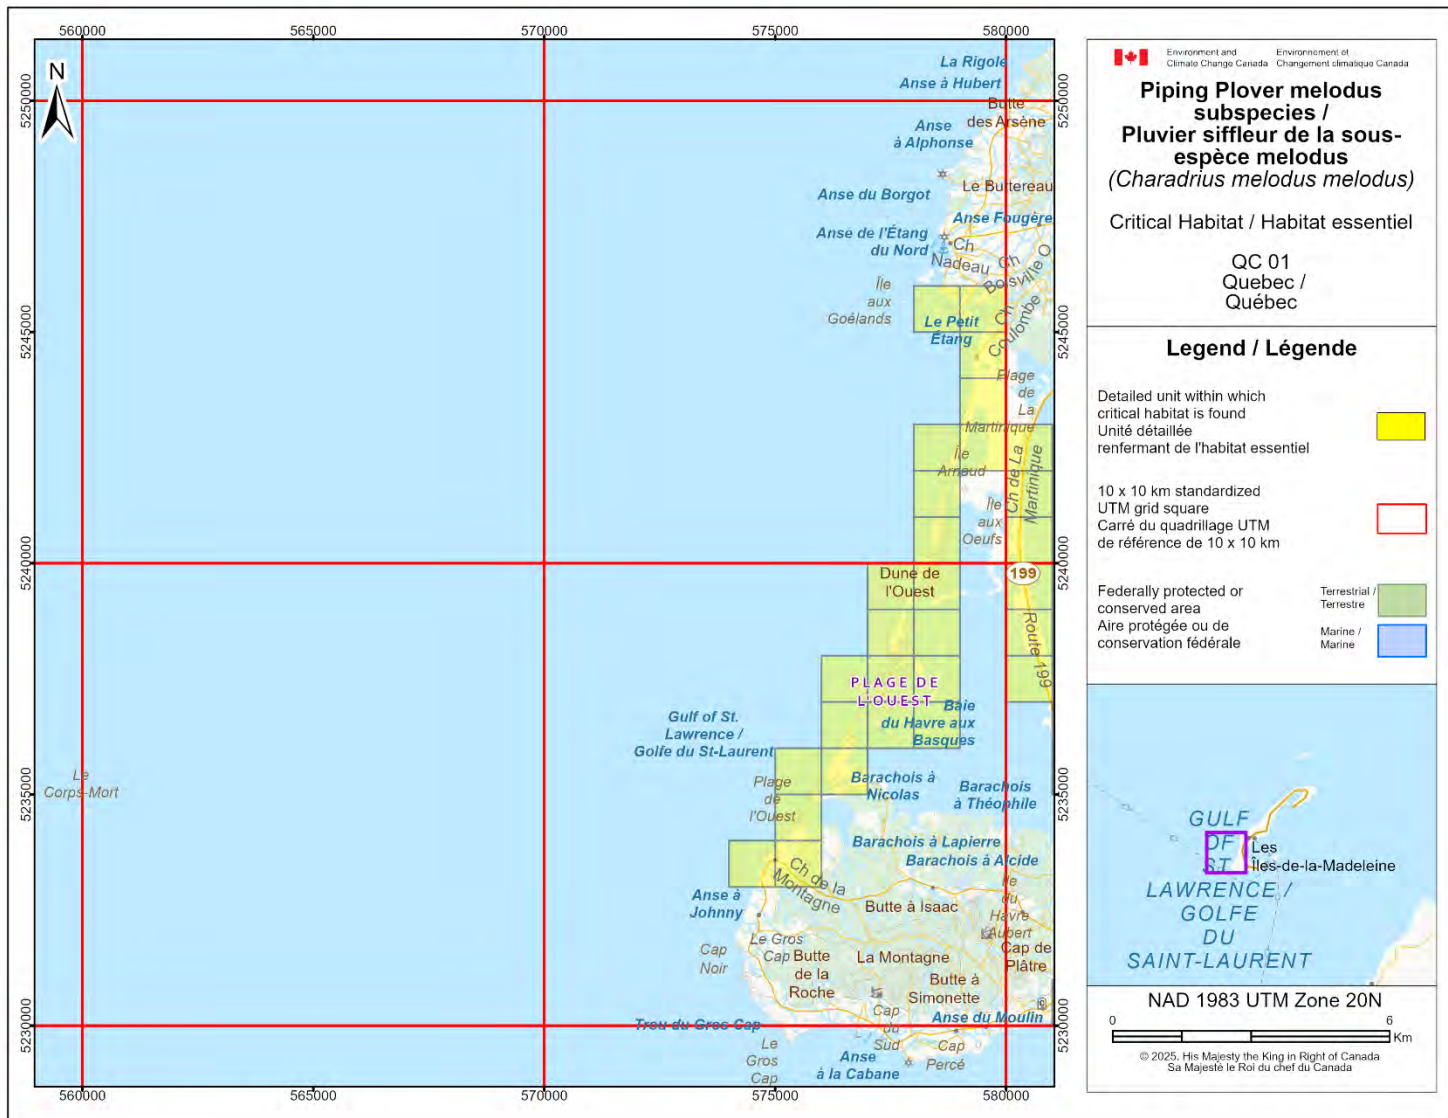 560000
565000
570000
575000
580000
N
5250000
5245000
5240000
5235000
5230000
La Rigole
Anse à Hubert
Butte
des Arsène
Anse
à Alphonse
Le Buttereau
Anse du Borgot
Anse Fougère
Anse de l'Étang
du Nord
Ch
Nadeau
Ch
Boisville O
Île
aux
Goélands
Le Petit
Étang
Ch
Coulombe
Plage
de
La
Martinique
Île
Arnaud
Ch de La
Martinique
Île
aux
Oeufs
Dune de
l'Ouest
199
Route 199
PLAGE DE
L'OUEST
Baie
du Havre aux
Basques
Gulf of St.
Lawrence /
Golfe du St-Laurent
Le
Corps-Mort
Plage
de
l'Ouest
Barachois à
Nicolas
Barachois
à Théophile
Barachois à Lapierre
Barachois à Alcide
Ch de la
Montagne
Anse à
Johnny
Butte à Isaac
Île
du
Havre
Aubert
Le Gros
Cap
Cap
Noir
Butte
de la
Roche
La Montagne
Cap de
Plâtre
Butte à
Simonette
Anse du Moulin
Trou du Gros Cap
Cap
du
Sud
Le
Gros
Cap
Anse
à la Cabane
Cap
Percé
5250000
5245000
5240000
5235000
5230000
560000
565000
570000
575000
580000
Environment and
Climate Change Canada
Environnement et
Changement climatique Canada
Piping Plover melodus
subspecies /
Pluvier siffleur de la sous-
espèce melodus
(Charadrius melodus melodus)
Critical Habitat / Habitat essentiel
QC 01
Quebec /
Québec
Legend / Légende
Detailed unit within which
critical habitat is found
Unité détaillée
renfermant de l'habitat essentiel
10 x 10 km standardized
UTM grid square
Carré du quadrillage UTM
de référence de 10 x 10 km
Federally protected or
conserved area
Aire protégée ou de
conservation fédérale
Terrestrial /
Terrestre
Marine /
Marine
GULF
OF
ST.
LAWRENCE /
GOLFE
DU
SAINT-LAURENT
Les
Îles-de-la-Madeleine
NAD 1983 UTM Zone 20N
0
6
Km
© 2025. His Majesty the King in Right of Canada
Sa Majesté le Roi du chef du Canada